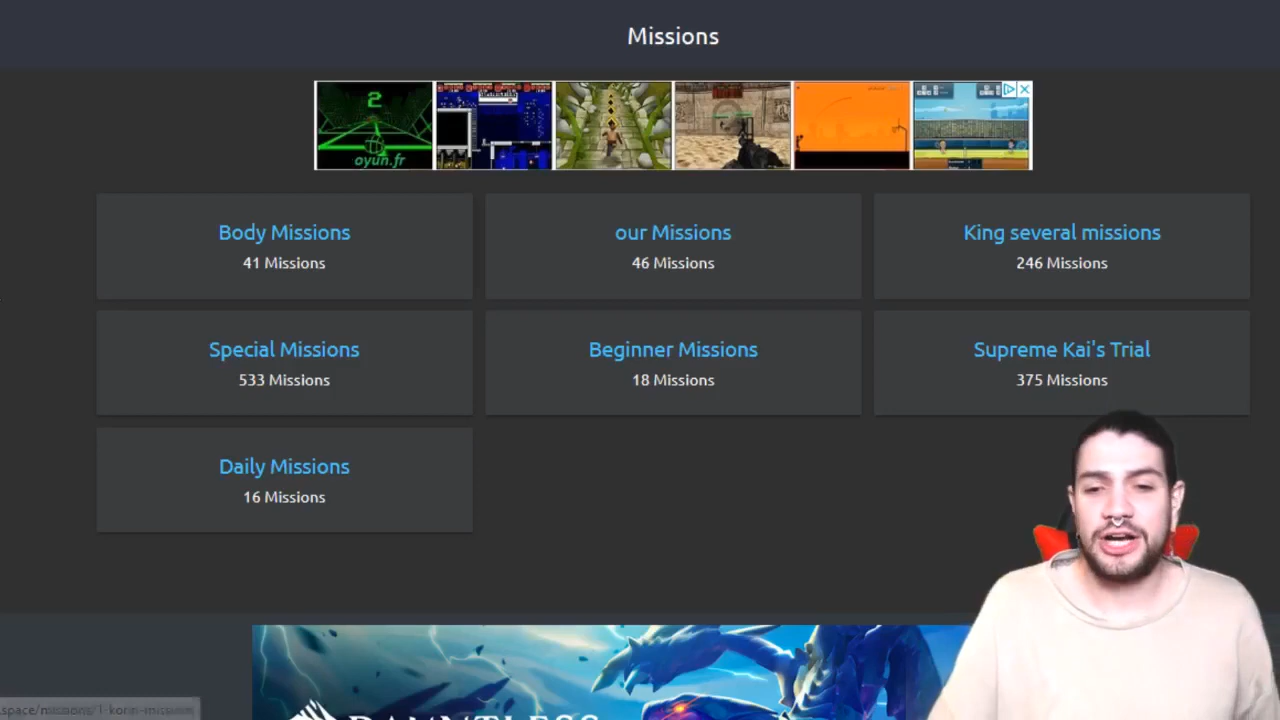 Missions
2
oyun.fr
Body Missions
41 Missions
our Missions
46 Missions
King several missions
246 Missions
Special Missions
533 Missions
Beginner Missions
18 Missions
Supreme Kai's Trial
375 Missions
Daily Missions
16 Missions
DAUNTLESS